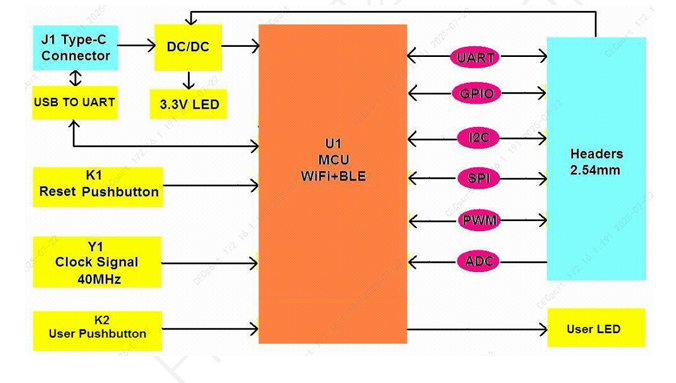 J1 Type-C
Connector
DC/DC
USB TO UART
3.3V LED
K1
Reset Pushbutton
Y1
Clock Signal
40MHz
K2
User Pushbutton
U1
MCU
WiFi+BLE
UART
GPIO
I2C
SPI
PWM
ADC
Headers
2.54mm
User LED